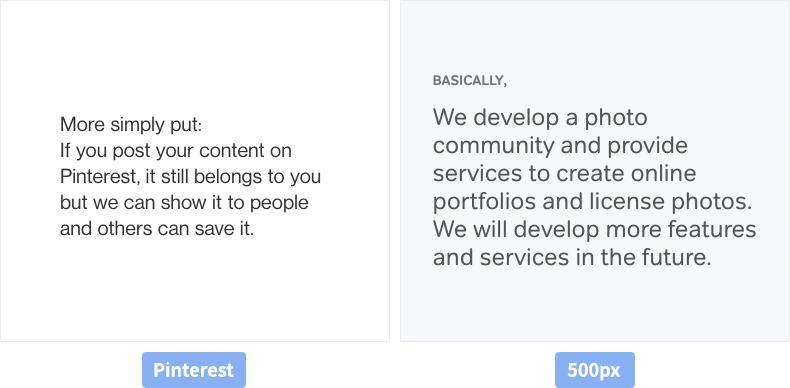 More simply put:
If you post your content on
Pinterest, it still belongs to you
but we can show it to people
and others can save it.
Pinterest
BASICALLY,
We develop a photo
community and provide
services to create online
portfolios and license photos.
We will develop more features
and services in the future.
500px